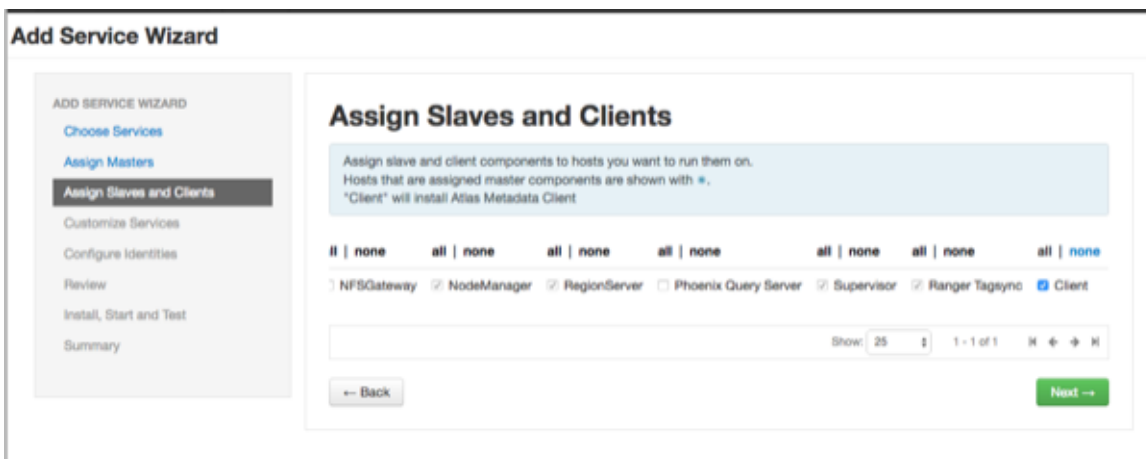 Add Service Wizard
ADD SERVICE WIZARD
Choose Services
Assign Masters
Assign Slaves and Clients
Customize Services
Configure Identities
Review
Install, Start and Test
Summary
Assign Slaves and Clients
Assign slave and client components to hosts you want to run them on.
Hosts that are assigned master components are shown with *.
"Client" will install Atlas Metadata Client
ll | none all | none all | none all | none all | none all | none all | none
NFSGateway NodeManager RegionServer Phoenix Query Server Supervisor Ranger Tagsync Client
Show: 25 1 - 1 of 1
← Back
Next →